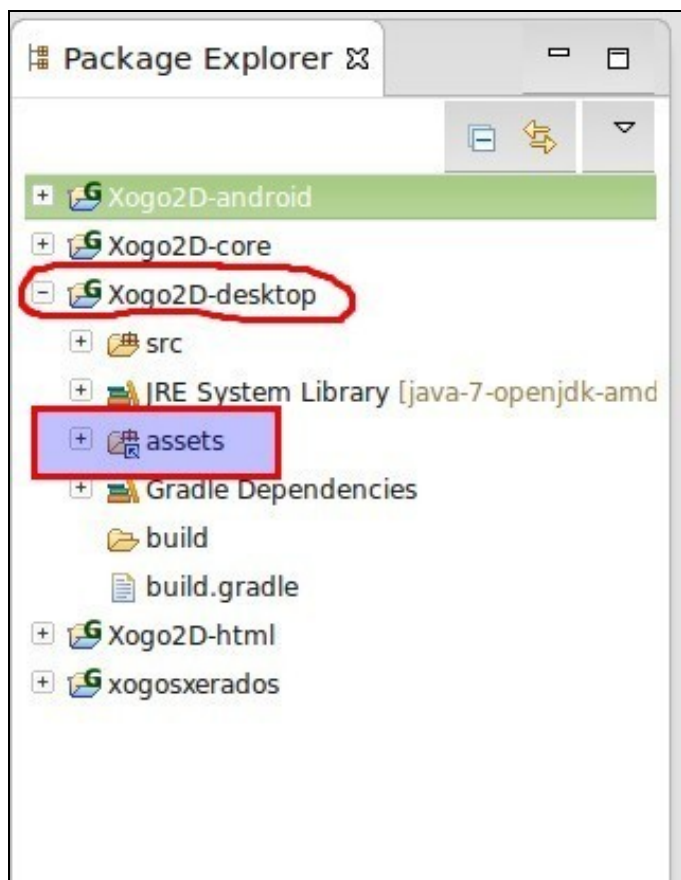 Package Explorer
Xogo2D-android
Xogo2D-core
Xogo2D-desktop
src
JRE System Library [java-7-openjdk-amd
assets
Gradle Dependencies
build
build.gradle
Xogo2D-html
xogosxerados